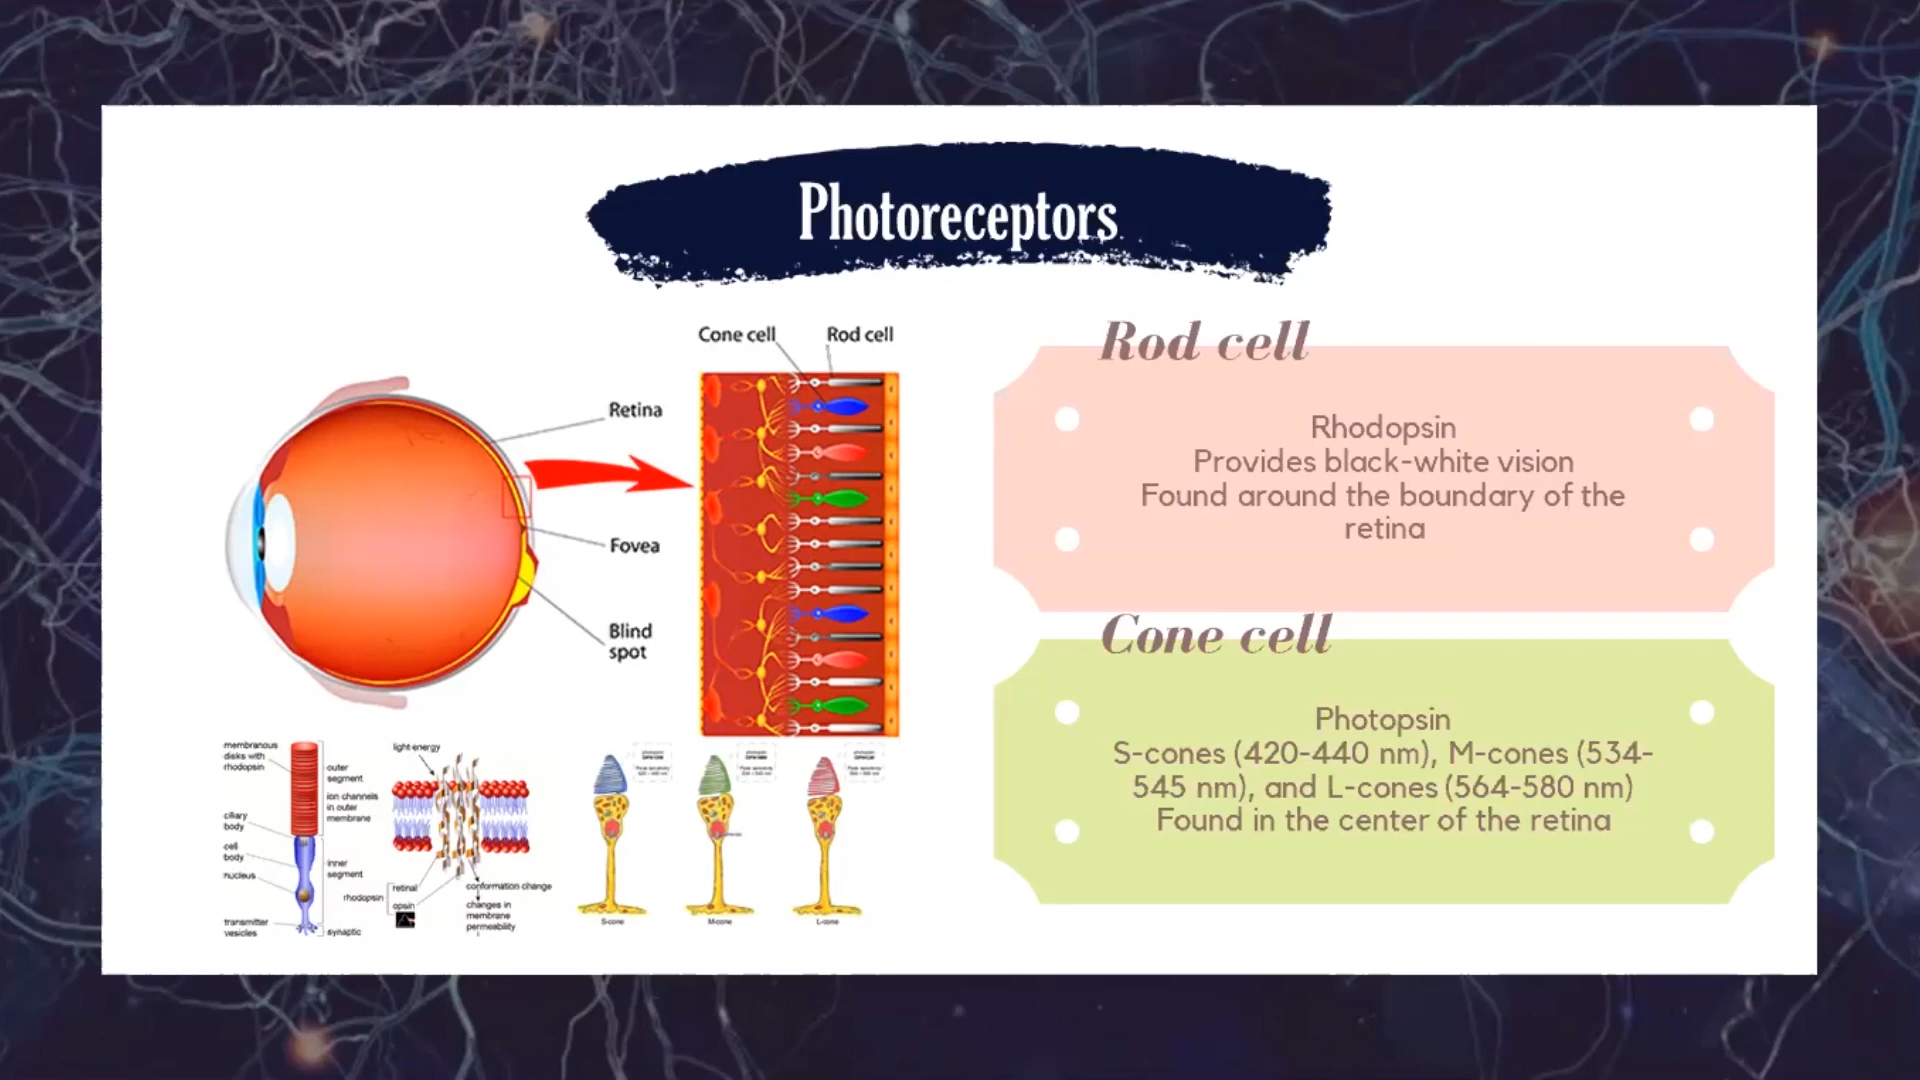 Photoreceptors
Cone cell
Rod cell
Retina
Fovea
Blind
spot
membranous
disks with
rhodopsin
outer
segment
ion channels
in outer
membrane
ciliary
body
cell
body
nucleus
inner
segment
transmitter
vesicles
synaptic
light energy
rhodopsin
retinal
opsin
conformation change
changes in
membrane
permeability
S-cone
M-cone
L-cone
Rod cell
Rhodopsin
Provides black-white vision
Found around the boundary of the
retina
Cone cell
Photopsin
S-cones (420-440 nm), M-cones (534-
545 nm), and L-cones (564-580 nm)
Found in the center of the retina